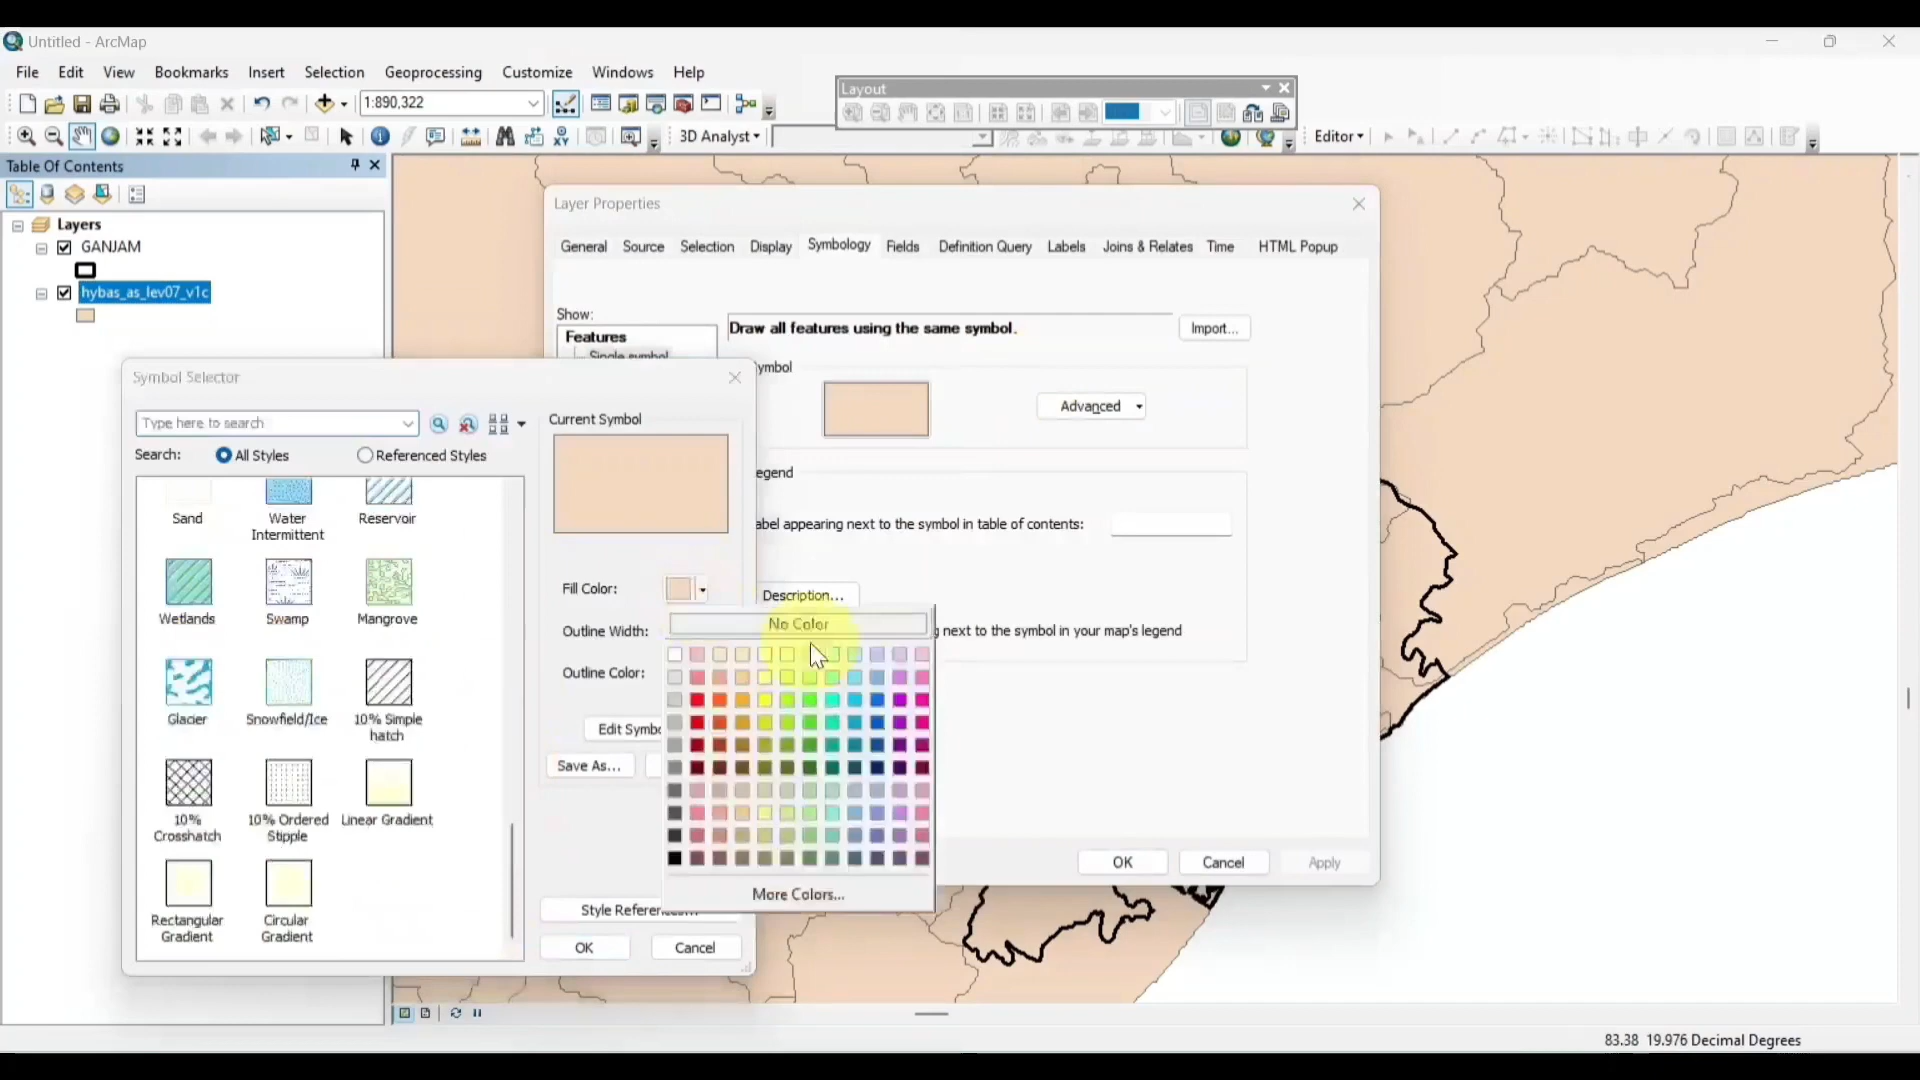 Untitled - ArcMap
File Edit View Bookmarks Insert Selection Geoprocessing Customize Windows Help
Layout
1:890,322
3D Analyst
Editor
Table Of Contents
Layers
GANJAM
hybas_as_lev07_v1c
Layer Properties
General Source Selection Display Symbology Fields Definition Query Labels Joins & Relates Time HTML Popup
Show:
Features
Single symbol
Draw all features using the same symbol.
Import...
ymbol
Advanced
egend
abel appearing next to the symbol in table of contents:
Description...
g next to the symbol in your map's legend
OK Cancel Apply
Symbol Selector
Type here to search
Search: All Styles Referenced Styles
Sand
Water
Intermittent
Reservoir
Wetlands
Swamp
Mangrove
Glacier
Snowfield/Ice
10% Simple
hatch
10%
Crosshatch
10% Ordered
Stipple
Linear Gradient
Rectangular
Gradient
Circular
Gradient
Current Symbol
Fill Color:
Outline Width:
Outline Color:
Edit Symbo
Save As...
Style References...
OK Cancel
No Color
More Colors...
83.38 19.976 Decimal Degrees